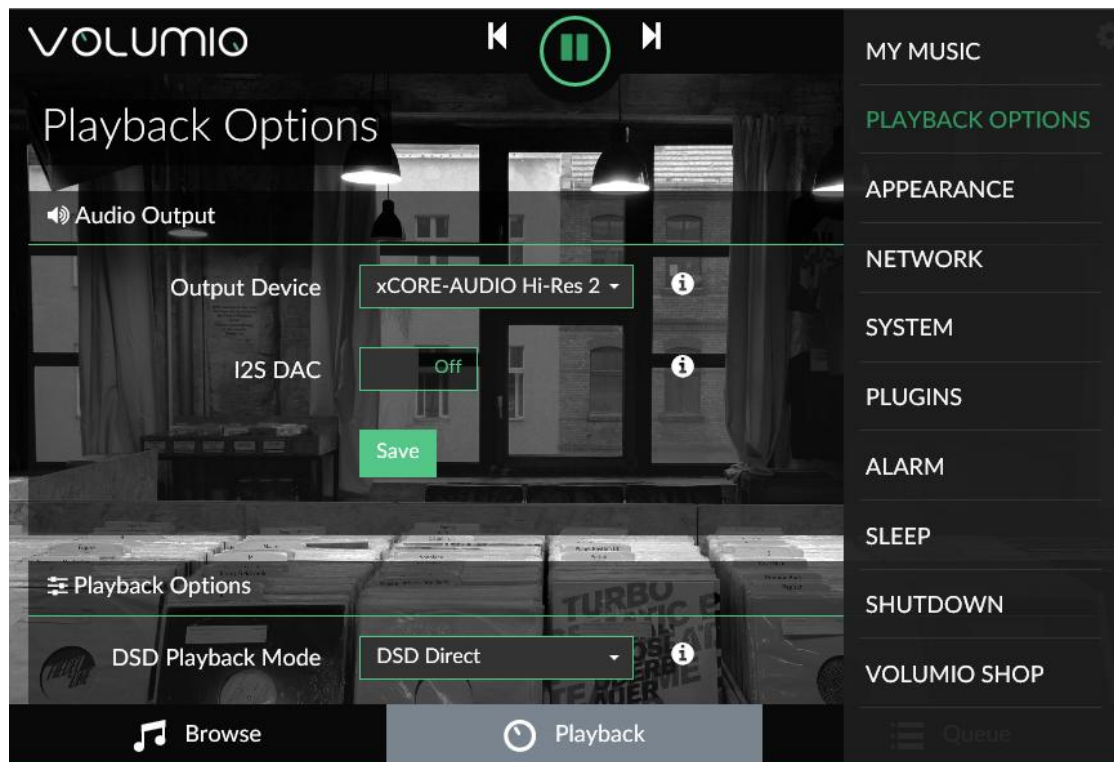 VOLUMIO
Playback Options
Audio Output
Output Device
xCORE-AUDIO Hi-Res 2
I2S DAC
Off
Save
Playback Options
DSD Playback Mode
DSD Direct
Browse
Playback
Queue
MY MUSIC
PLAYBACK OPTIONS
APPEARANCE
NETWORK
SYSTEM
PLUGINS
ALARM
SLEEP
SHUTDOWN
VOLUMIO SHOP
TURBO